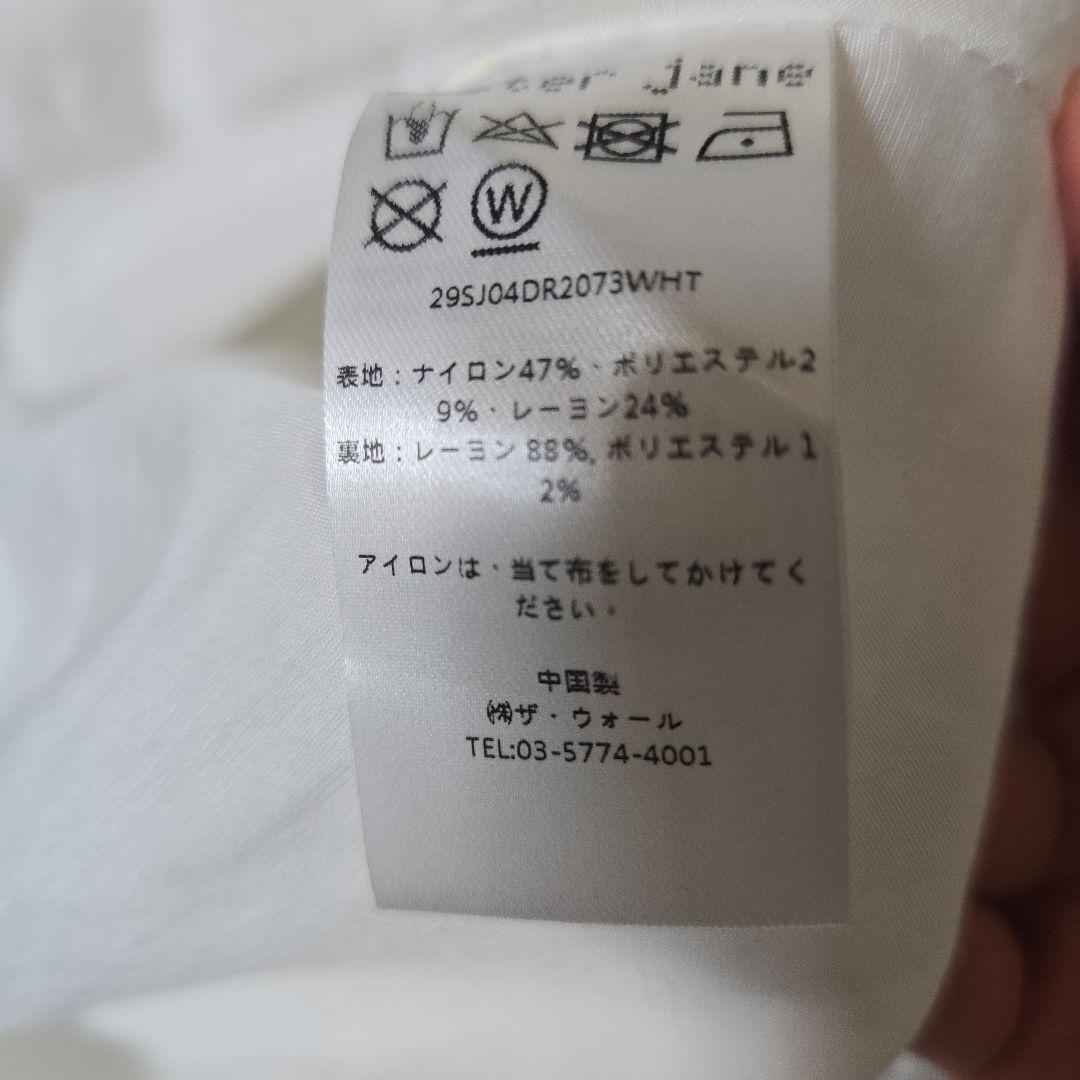 jane
W
29SJ04DR2073WHT
表地：ナイロン47%・ポリエステル2
9%・レーヨン24%
裏地：レーヨン 88%, ポリエステル 1
2%
アイロンは・当て布をしてかけてく
ださい・
中国製
㈱ザ・ウォール
TEL:03-5774-4001